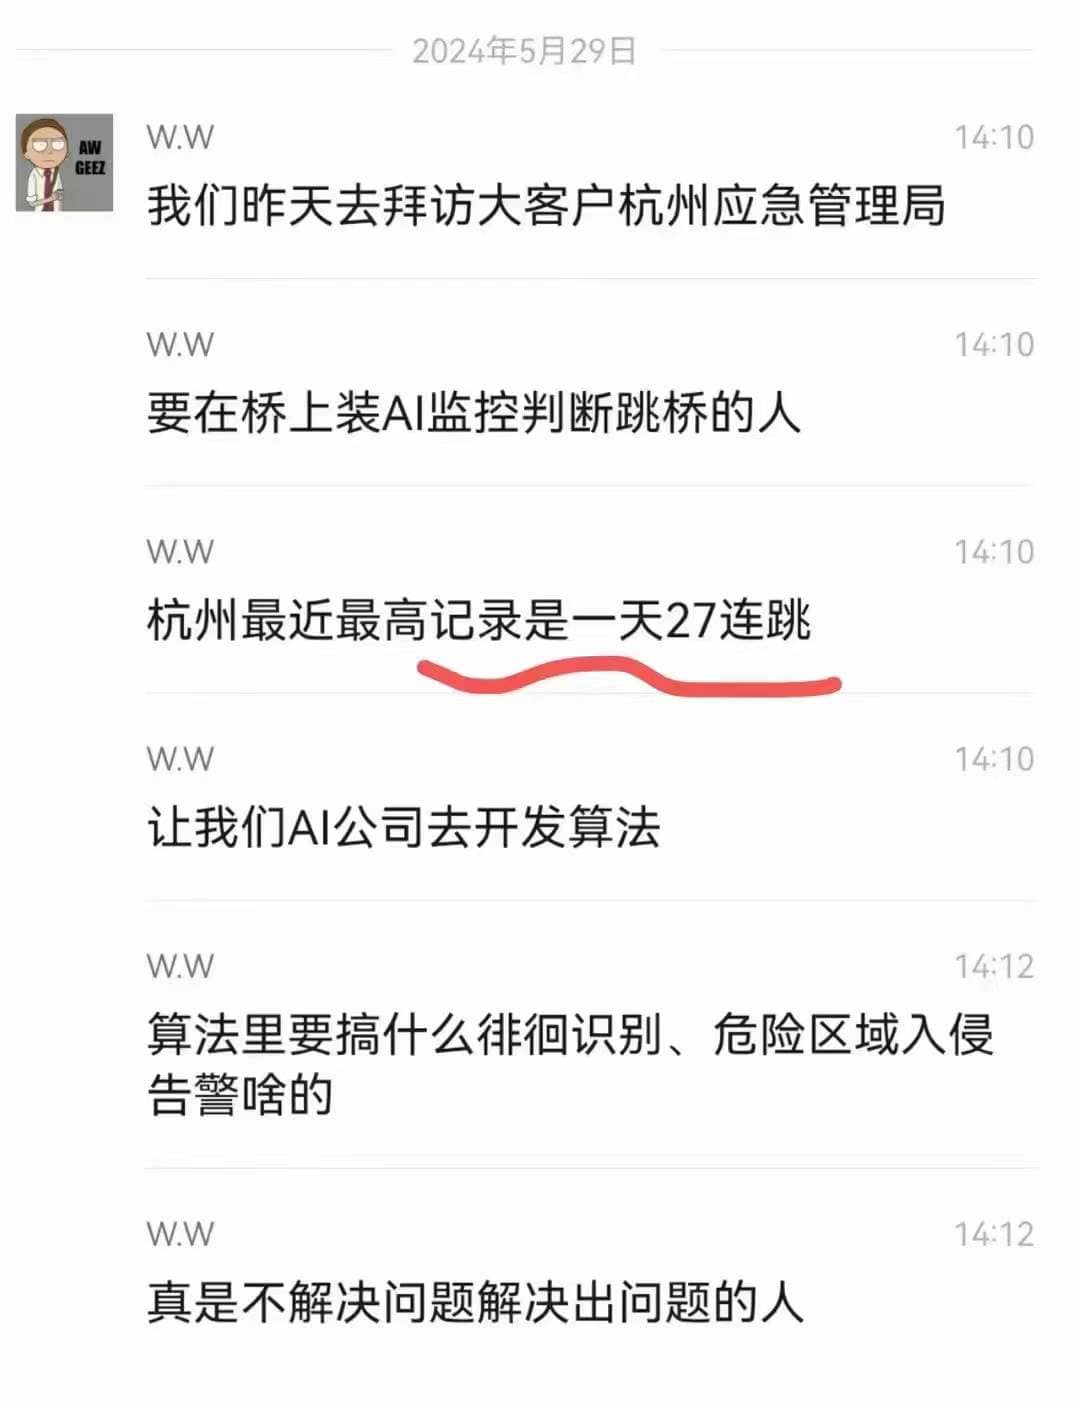 2024年5月29日
AW
GEEZ
W.W
14:10
我们昨天去拜访大客户杭州应急管理局
W.W
14:10
要在桥上装AI监控判断跳桥的人
W.W
14:10
杭州最近最高记录是一天27连跳
W.W
14:10
让我们AI公司去开发算法
W.W
14:12
算法里要搞什么徘徊识别、危险区域入侵
告警啥的
W.W
14:12
真是不解决问题解决出问题的人